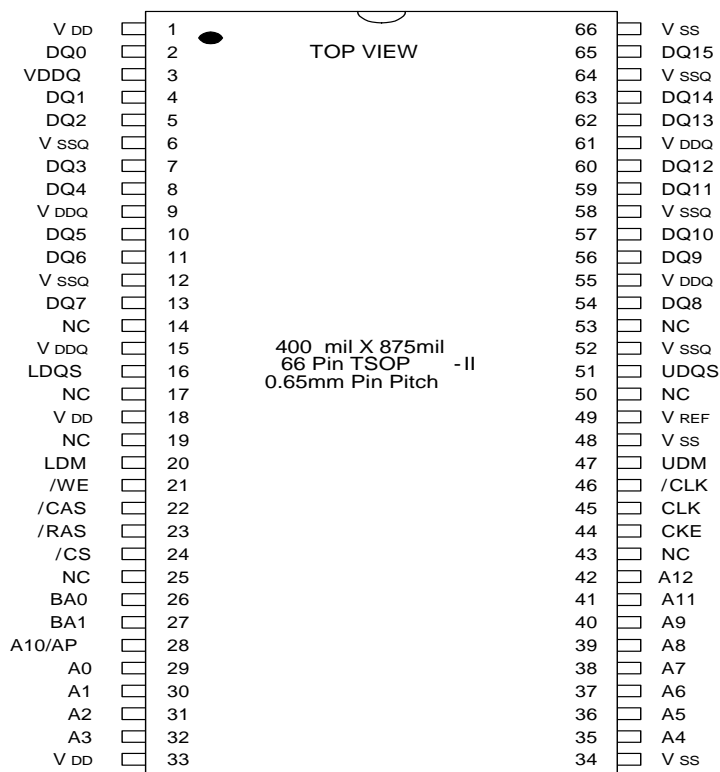 V DD 1 TOP VIEW 66 V SS
DQ0 2 65 DQ15
VDDQ 3 64 V SSQ
DQ1 4 63 DQ14
DQ2 5 62 DQ13
V SSQ 6 61 V DDQ
DQ3 7 60 DQ12
DQ4 8 59 DQ11
V DDQ 9 58 V SSQ
DQ5 10 57 DQ10
DQ6 11 56 DQ9
V SSQ 12 55 V DDQ
DQ7 13 54 DQ8
NC 14 53 NC
V DDQ 15 400 mil X 875mil 52 V SSQ
LDQS 16 66 Pin TSOP -II 51 UDQS
NC 17 0.65mm Pin Pitch 50 NC
V DD 18 49 V REF
NC 19 48 V SS
LDM 20 47 UDM
/WE 21 46 /CLK
/CAS 22 45 CLK
/RAS 23 44 CKE
/CS 24 43 NC
NC 25 42 A12
BA0 26 41 A11
BA1 27 40 A9
A10/AP 28 39 A8
A0 29 38 A7
A1 30 37 A6
A2 31 36 A5
A3 32 35 A4
V DD 33 34 V SS